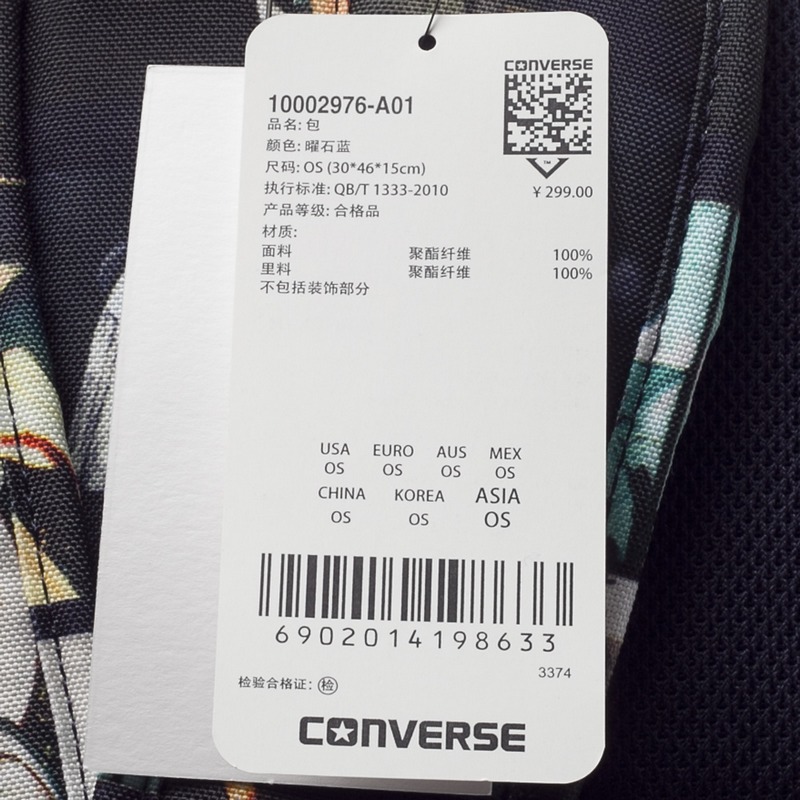 CONVERSE
10002976-A01
品名: 包
颜色: 曜石蓝
尺码: OS (30*46*15cm)
™
执行标准: QB/T 1333-2010
¥ 299.00
产品等级: 合格品
材质:
面料 聚酯纤维 100%
里料 聚酯纤维 100%
不包括装饰部分
USA EURO AUS MEX
OS OS OS OS
CHINA KOREA ASIA
OS OS OS
6902014198633
3374
检验合格证: 检
CONVERSE